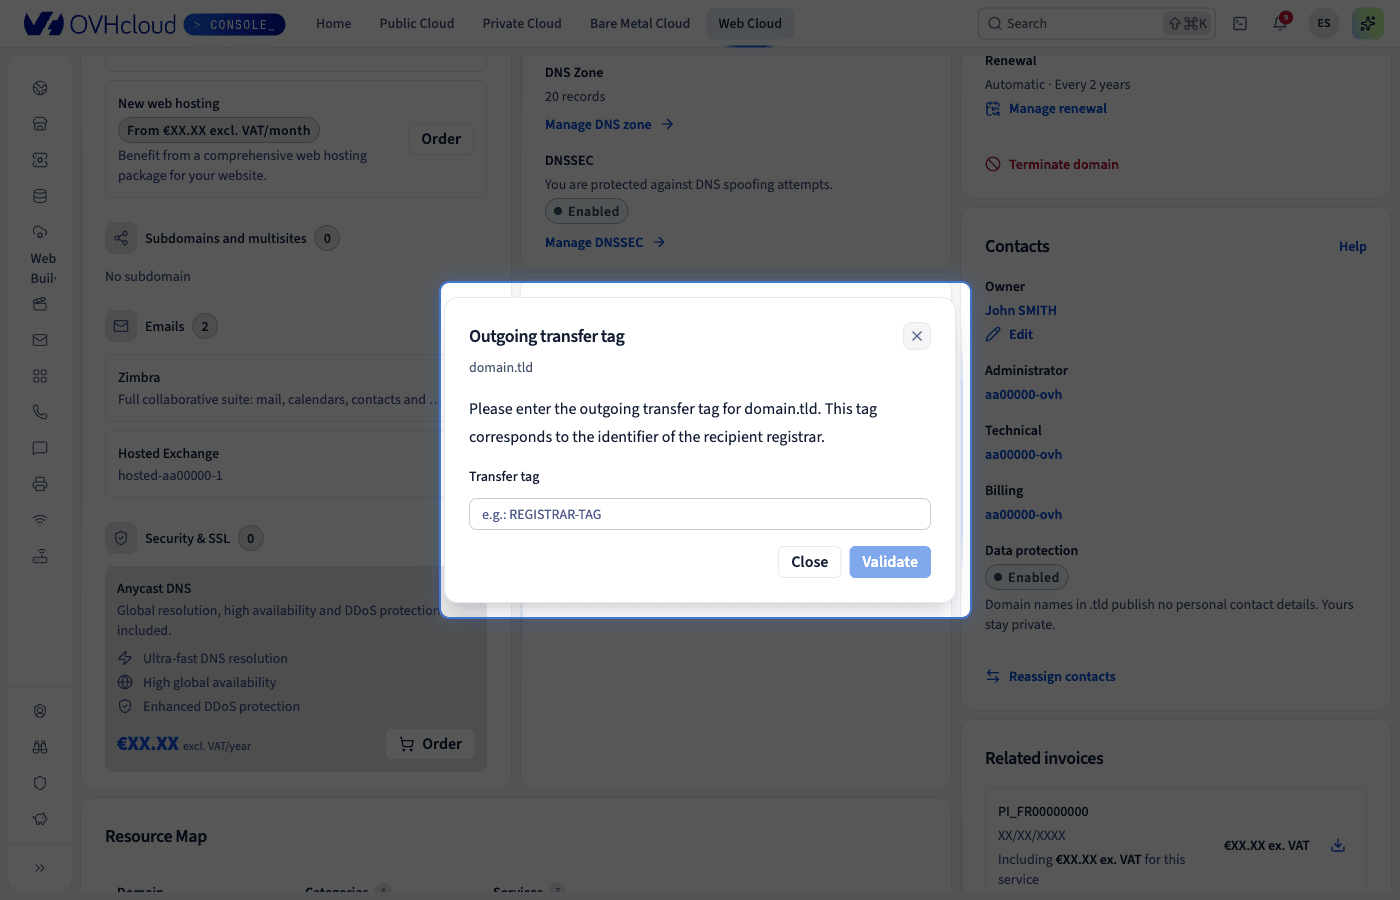 OVHcloud
> CONSOLE_
Home
Public Cloud
Private Cloud
Bare Metal Cloud
Web Cloud
Search
⇧⌘K
9
ES
Web
Buil
New web hosting
From €XX.XX excl. VAT/month
Benefit from a comprehensive web hosting
package for your website.
Order
Subdomains and multisites
0
No subdomain
Emails
2
Zimbra
Full collaborative suite: mail, calendars, contacts and ...
Hosted Exchange
hosted-aa00000-1
Security & SSL
0
Anycast DNS
Global resolution, high availability and DDoS protection
included.
Ultra-fast DNS resolution
High global availability
Enhanced DDoS protection
€XX.XX excl. VAT/year
Order
DNS Zone
20 records
Manage DNS zone
DNSSEC
You are protected against DNS spoofing attempts.
Enabled
Manage DNSSEC
Outgoing transfer tag
domain.tld
Please enter the outgoing transfer tag for domain.tld. This tag
corresponds to the identifier of the recipient registrar.
Transfer tag
e.g.: REGISTRAR-TAG
Close
Validate
Renewal
Automatic · Every 2 years
Manage renewal
Terminate domain
Contacts
Help
Owner
John SMITH
Edit
Administrator
aa00000-ovh
Technical
aa00000-ovh
Billing
aa00000-ovh
Data protection
Enabled
Domain names in .tld publish no personal contact details. Yours
stay private.
Reassign contacts
Related invoices
PI_FR00000000
XX/XX/XXXX
Including €XX.XX ex. VAT for this
service
€XX.XX ex. VAT
Resource Map
Domain
Categories
4
Services
7